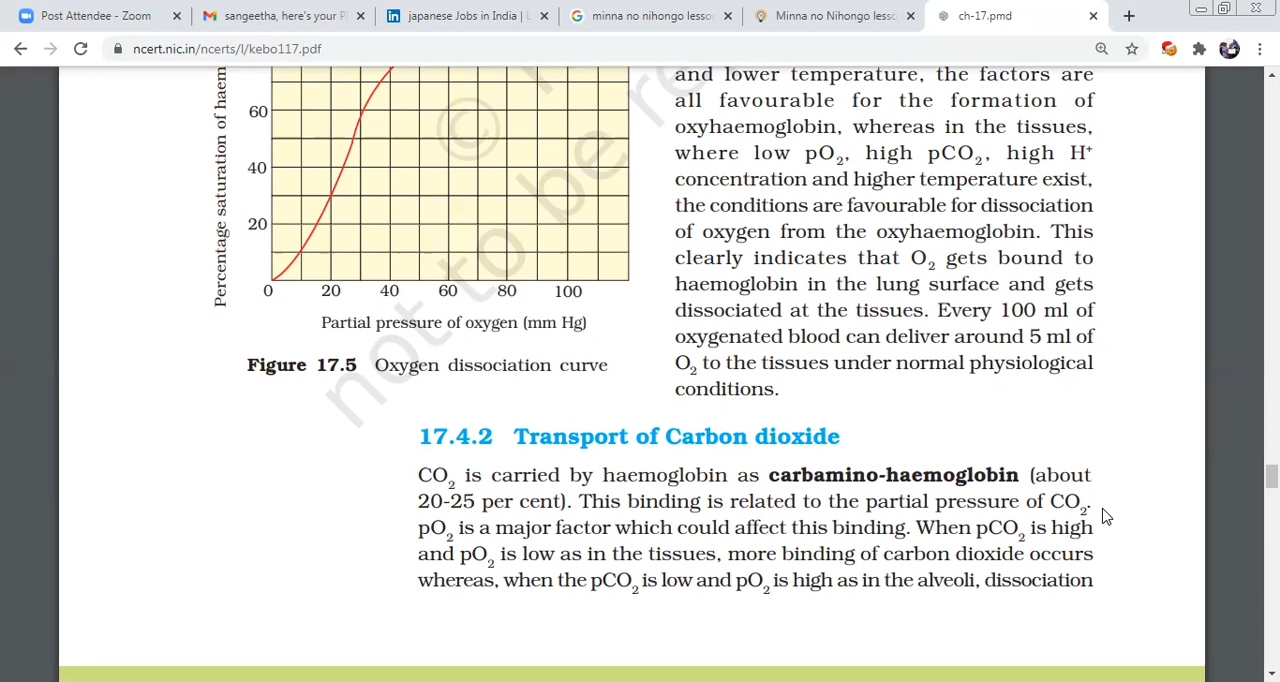 Post Attendee - Zoom
sangeetha, here's your P
japanese Jobs in India | L
minna no nihongo lesso
Minna no Nihongo lesso
ch-17.pmd
ncert.nic.in/ncerts/l/kebo117.pdf
Percentage saturation of haem
60
40
20
0 20 40 60 80 100
Partial pressure of oxygen (mm Hg)
Figure 17.5 Oxygen dissociation curve
© 
not to be re
and lower temperature, the factors are
all favourable for the formation of
oxyhaemoglobin, whereas in the tissues,
where low pO₂, high pCO₂, high H⁺
concentration and higher temperature exist,
the conditions are favourable for dissociation
of oxygen from the oxyhaemoglobin. This
clearly indicates that O₂ gets bound to
haemoglobin in the lung surface and gets
dissociated at the tissues. Every 100 ml of
oxygenated blood can deliver around 5 ml of
O₂ to the tissues under normal physiological
conditions.
17.4.2 Transport of Carbon dioxide
CO₂ is carried by haemoglobin as carbamino-haemoglobin (about
20-25 per cent). This binding is related to the partial pressure of CO₂.
pO₂ is a major factor which could affect this binding. When pCO₂ is high
and pO₂ is low as in the tissues, more binding of carbon dioxide occurs
whereas, when the pCO₂ is low and pO₂ is high as in the alveoli, dissociation